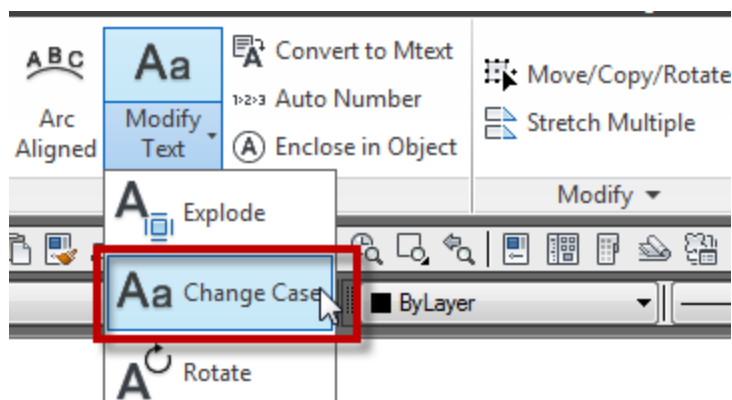 ABC
Arc
Aligned
Aa
Modify
Text
Convert to Mtext
1>2>3 Auto Number
A Enclose in Object
Move/Copy/Rotate
Stretch Multiple
Modify
A Explode
Aa Change Case
ByLayer
A Rotate